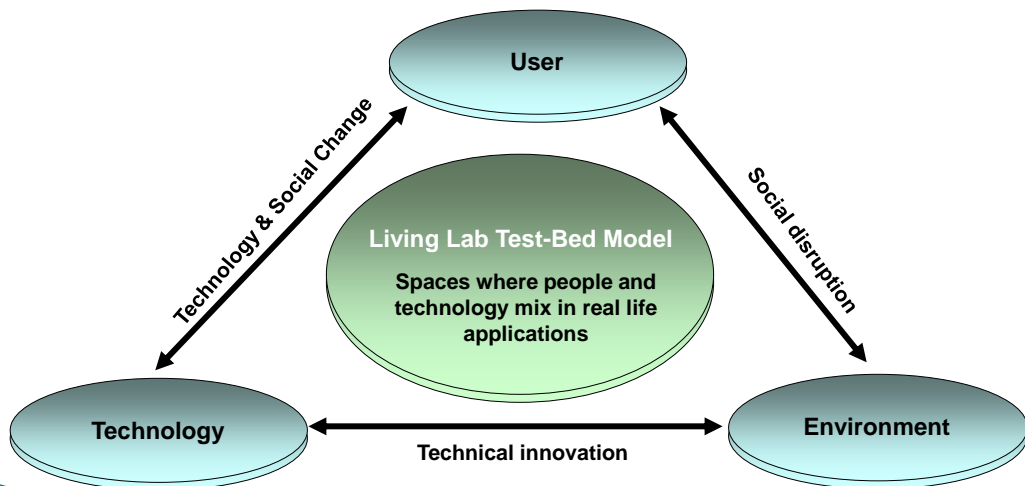 User
Technology & Social Change
Social disruption
Living Lab Test-Bed Model
Spaces where people and
technology mix in real life
applications
Technology
Environment
Technical innovation